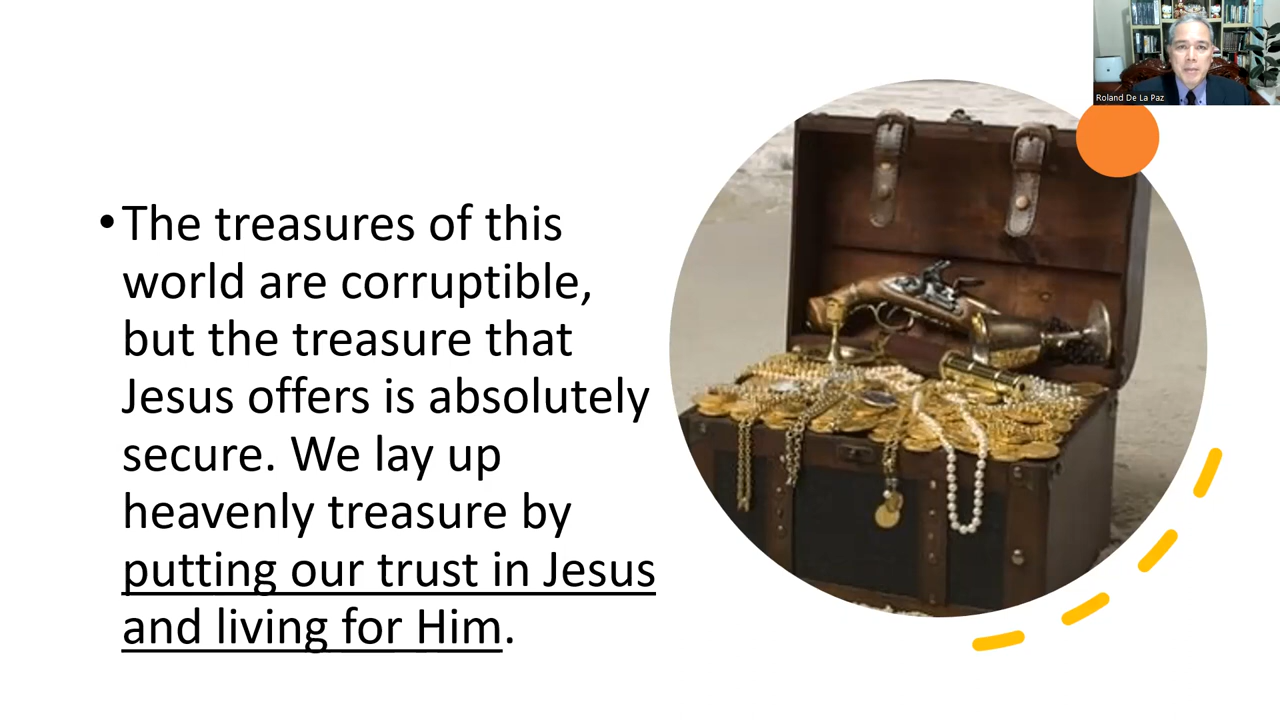 Roland De La Paz
•The treasures of this
world are corruptible,
but the treasure that
Jesus offers is absolutely
secure. We lay up
heavenly treasure by
putting our trust in Jesus
and living for Him.